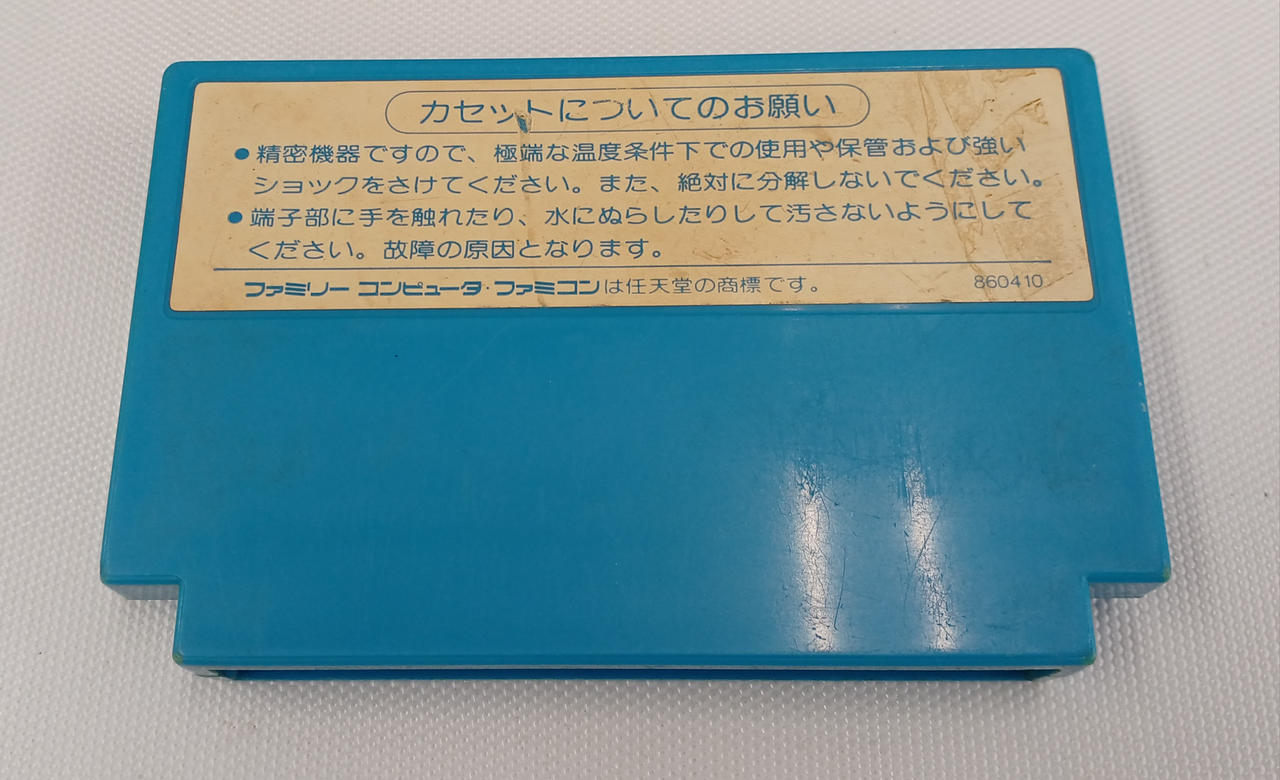 カセットについてのお願い
●精密機器ですので、極端な温度条件下での使用や保管および強い
ショックをさけてください。また、絶対に分解しないでください。
●端子部に手を触れたり、水にぬらしたりして汚さないようにして
ください。故障の原因となります。
ファミリー コンピュータ・ファミコンは任天堂の商標です。 860410